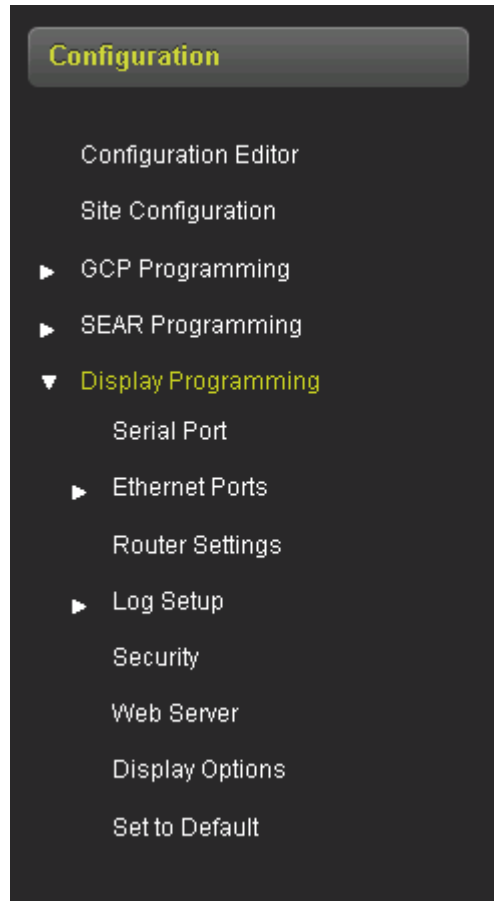 Configuration
Configuration Editor
Site Configuration
GCP Programming
SEAR Programming
Display Programming
Serial Port
Ethernet Ports
Router Settings
Log Setup
Security
Web Server
Display Options
Set to Default